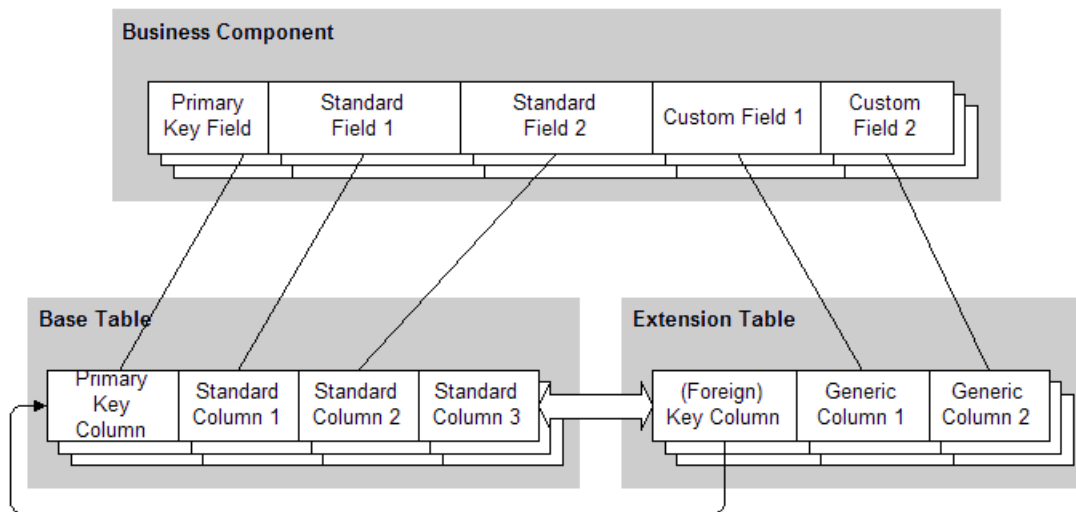 Business Component
Primary
Key Field
Standard
Field 1
Standard
Field 2
Custom Field 1
Custom
Field 2
Base Table
Primary
Key
Column
Standard
Column 1
Standard
Column 2
Standard
Column 3
Extension Table
(Foreign)
Key Column
Generic
Column 1
Generic
Column 2